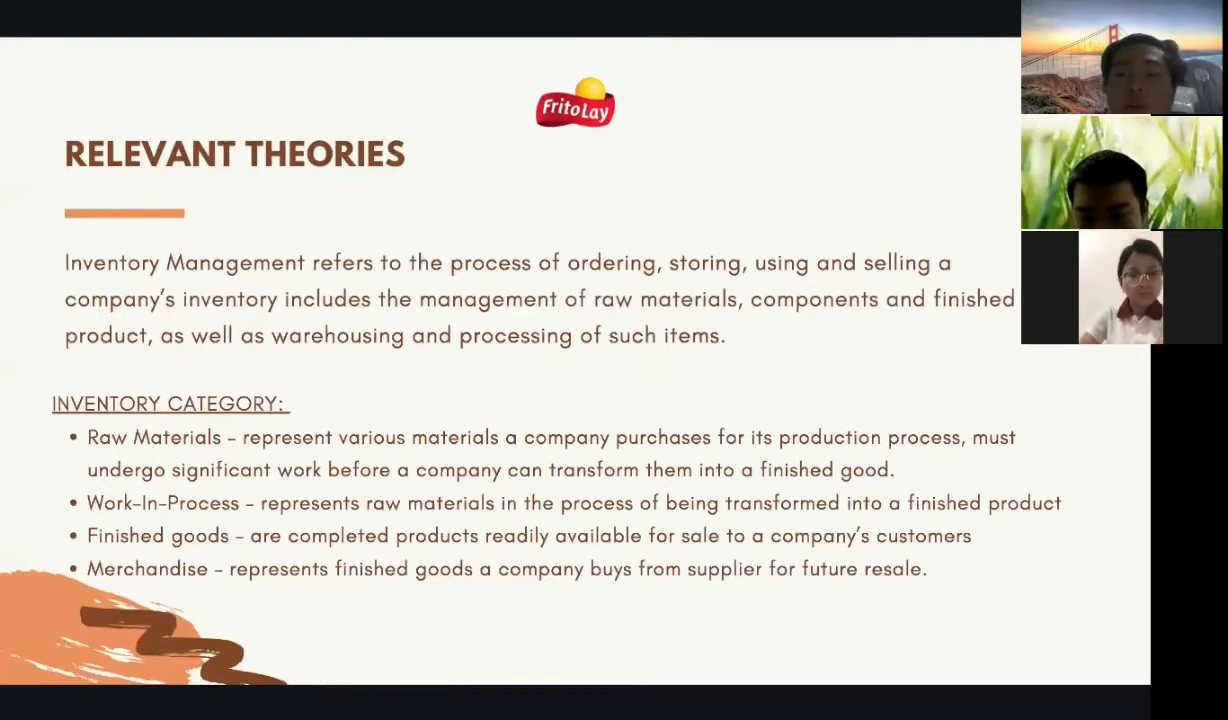 Frito Lay
RELEVANT THEORIES
Inventory Management refers to the process of ordering, storing, using and selling a
company's inventory includes the management of raw materials, components and finished
product, as well as warehousing and processing of such items.
INVENTORY CATEGORY:
• Raw Materials - represent various materials a company purchases for its production process, must
undergo significant work before a company can transform them into a finished good.
• Work-In-Process - represents raw materials in the process of being transformed into a finished product
• Finished goods - are completed products readily available for sale to a company's customers
• Merchandise - represents finished goods a company buys from supplier for future resale.